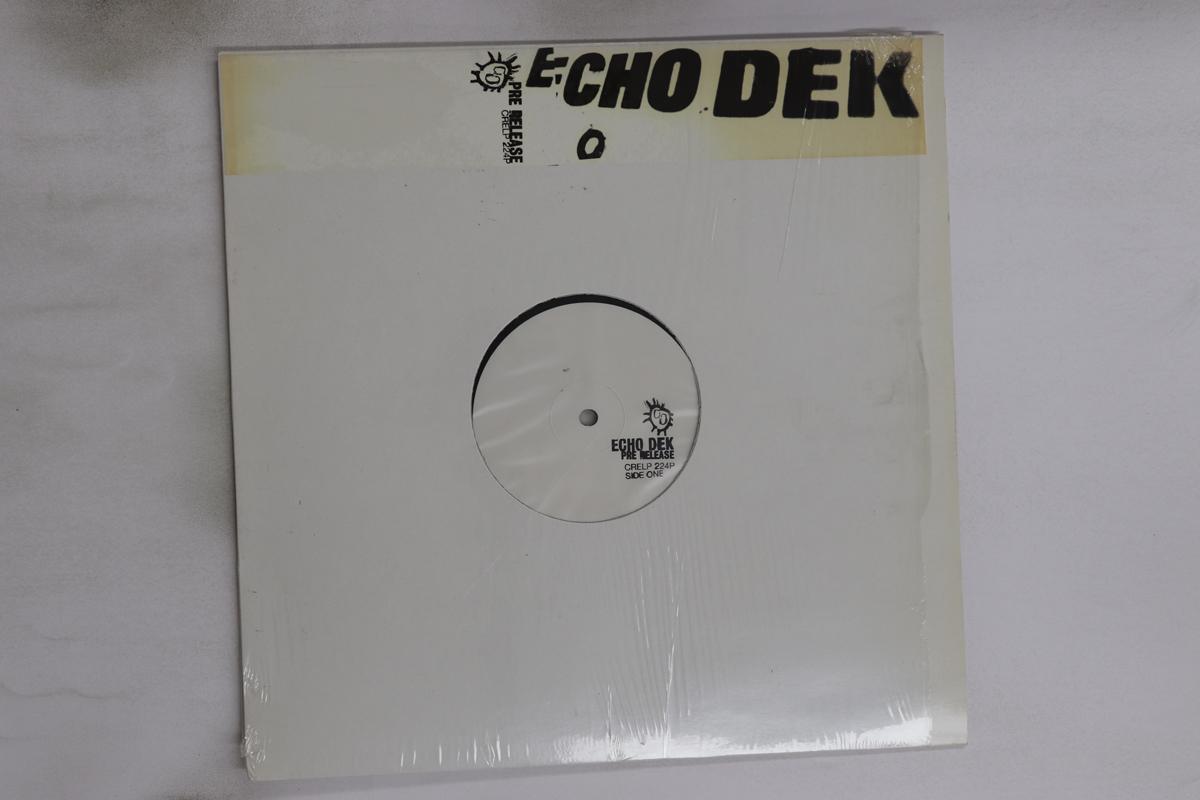 ECHO DEK
PRE RELEASE
CRELP 224P
O
ECHO DEK
PRE RELEASE
CRELP 224P
SIDE ONE